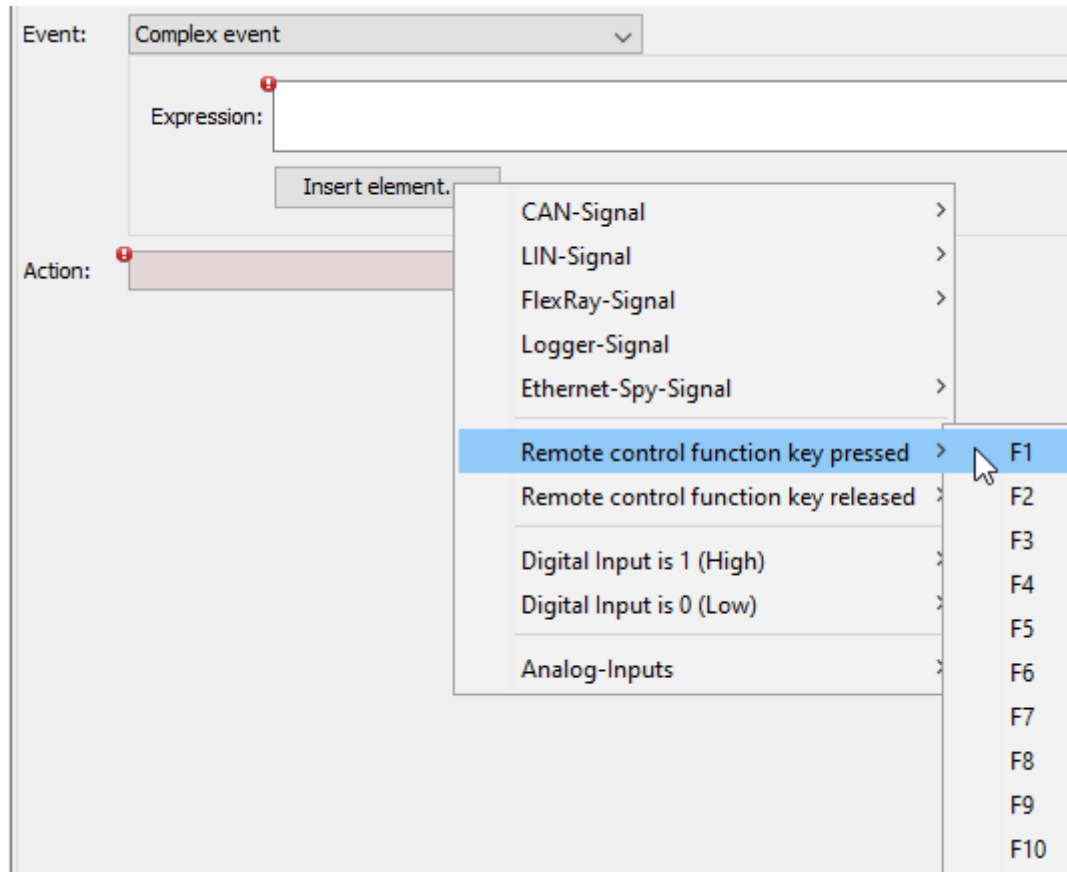 Event:
Complex event
Expression:
Insert element.
CAN-Signal
LIN-Signal
Action:
FlexRay-Signal
Logger-Signal
Ethernet-Spy-Signal
Remote control function key pressed
Remote control function key released
Digital Input is 1 (High)
Digital Input is 0 (Low)
Analog-Inputs
F1
F2
F3
F4
F5
F6
F7
F8
F9
F10